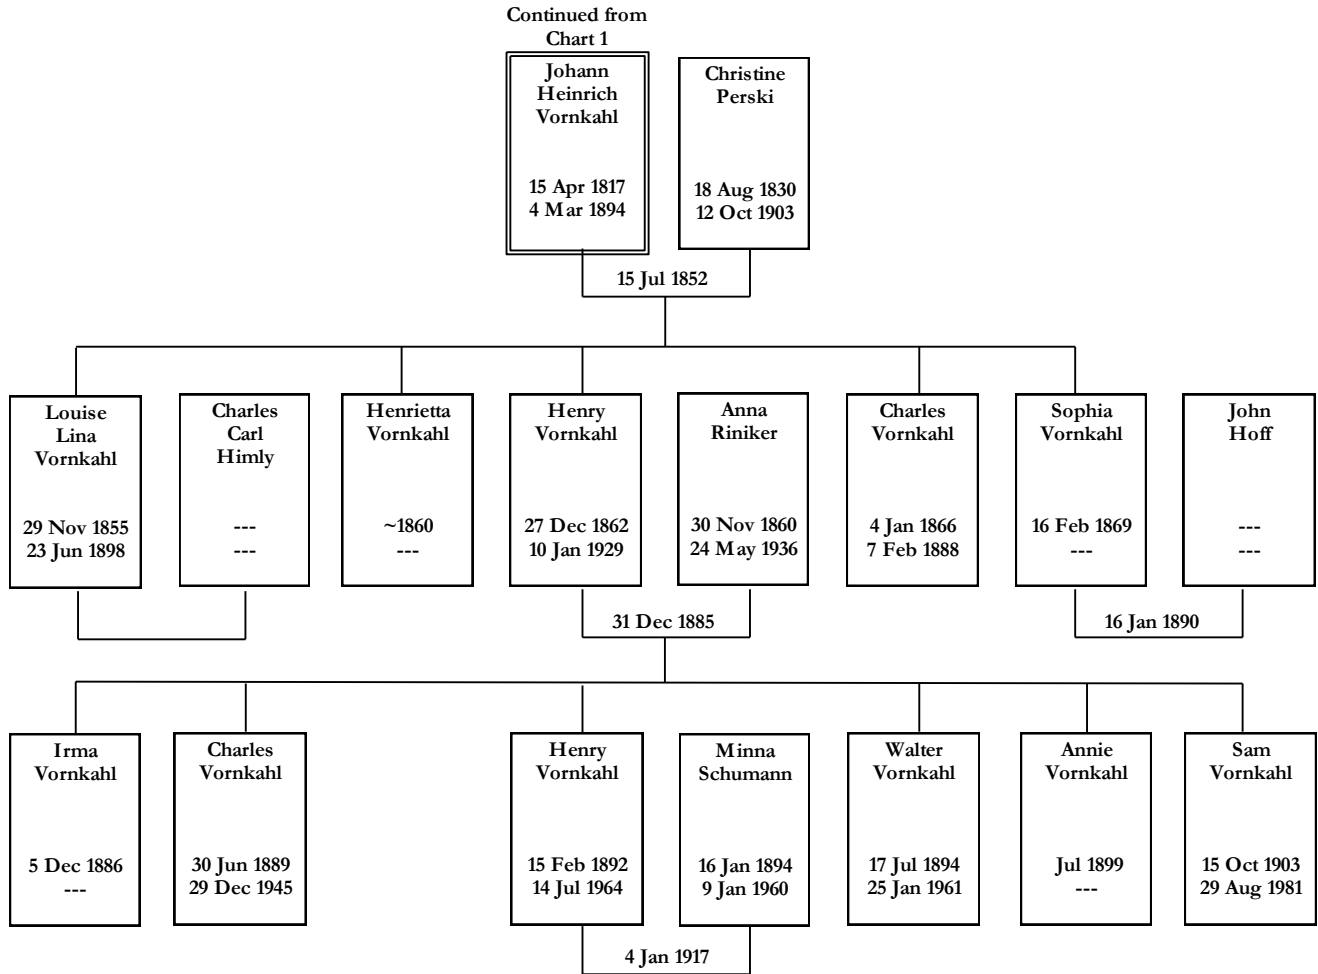 Continued from
Chart 1
Johann
Heinrich
Vornkahl
15 Apr 1817
4 Mar 1894
Christine
Perski
18 Aug 1830
12 Oct 1903
15 Jul 1852
Louise
Lina
Vornkahl
29 Nov 1855
23 Jun 1898
Charles
Carl
Himly
---
---
Henrietta
Vornkahl
~1860
---
Henry
Vornkahl
27 Dec 1862
10 Jan 1929
Anna
Riniker
30 Nov 1860
24 May 1936
Charles
Vornkahl
4 Jan 1866
7 Feb 1888
Sophia
Vornkahl
16 Feb 1869
---
John
Hoff
---
---
31 Dec 1885
16 Jan 1890
Irma
Vornkahl
5 Dec 1886
---
Charles
Vornkahl
30 Jun 1889
29 Dec 1945
Henry
Vornkahl
15 Feb 1892
14 Jul 1964
Minna
Schumann
16 Jan 1894
9 Jan 1960
Walter
Vornkahl
17 Jul 1894
25 Jan 1961
Annie
Vornkahl
Jul 1899
---
Sam
Vornkahl
15 Oct 1903
29 Aug 1981
4 Jan 1917